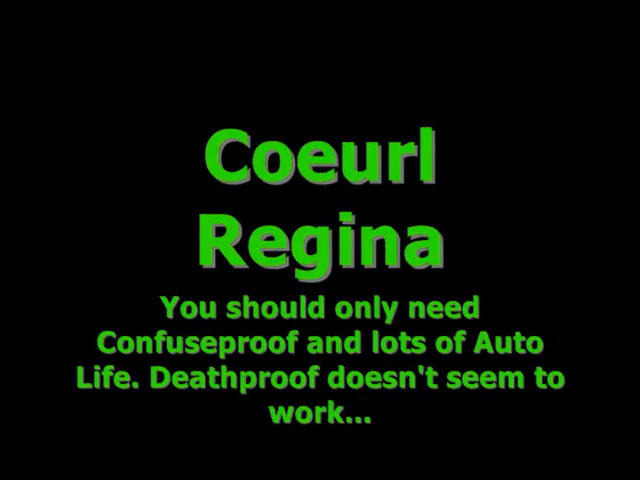 Coeurl
Regina
You should only need
Confuseproof and lots of Auto
Life. Deathproof doesn't seem to
work...